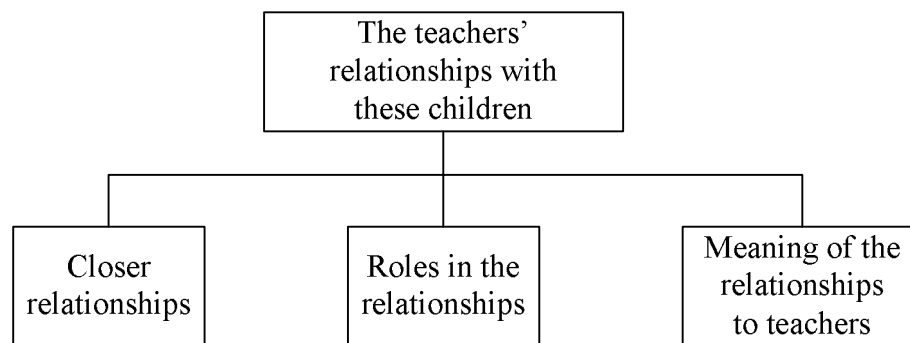 The teachers’
relationships with
these children
Closer
relationships
Roles in the
relationships
Meaning of the
relationships
to teachers